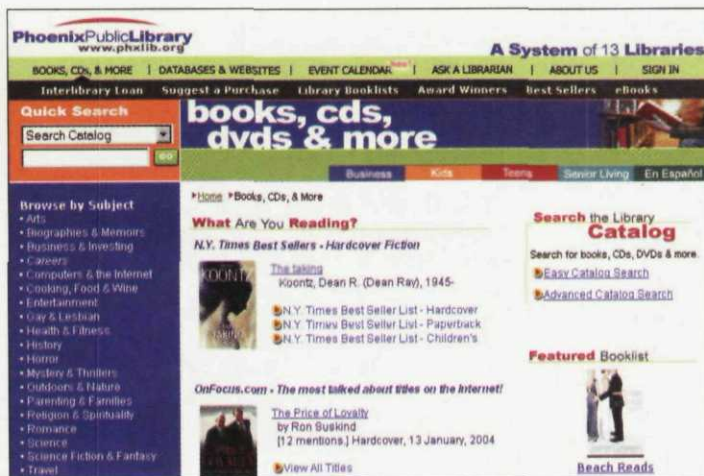 PhoenixPublicLibrary
www.phxlib.org
A System of 13 Libraries
BOOKS, CDs, & MORE | DATABASES & WEBSITES | EVENT CALENDAR | ASK A LIBRARIAN | ABOUT US | SIGN IN
Interlibrary Loan Suggest a Purchase Library Booklists Award Winners Best Sellers eBooks
Quick Search
Search Catalog
GO
books, cds,
dvds & more
Business Kids Teens Senior Living En Español
Home Books, CDs, & More
Browse by Subject
• Arts
• Biographies & Memoirs
• Business & Investing
• Careers
• Computers & the Internet
• Cooking, Food & Wine
• Entertainment
• Gay & Lesbian
• Health & Fitness
• History
• Horror
• Mystery & Thrillers
• Outdoors & Nature
• Parenting & Families
• Religion & Spirituality
• Romance
• Science
• Science Fiction & Fantasy
• Travel
What Are You Reading?
N.Y. Times Best Sellers - Hardcover Fiction
KOONTZ
The taking
Koontz, Dean R. (Dean Ray), 1945-
N.Y. Times Best Seller List - Hardcover
N.Y. Times Best Seller List - Paperback
N.Y. Times Best Seller List - Children's
OnFocus.com - The most talked about titles on the Internet!
The Price of Loyalty
by Ron Suskind
[12 mentions.] Hardcover, 13 January, 2004
View All Titles
Search the Library
Catalog
Search for books, CDs, DVDs & more.
Easy Catalog Search
Advanced Catalog Search
Featured Booklist
Beach Reads